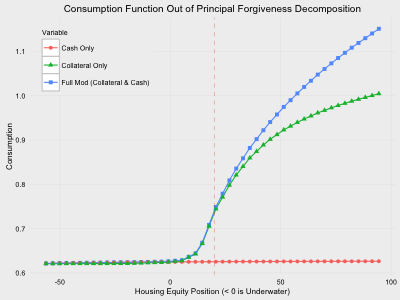 Consumption Function Out of Principal Forgiveness Decomposition
Variable
Cash Only
Collateral Only
Full Mod (Collateral & Cash)
Consumption
1.1
1.0
0.9
0.8
0.7
0.6
-50
0
50
100
Housing Equity Position (< 0 is Underwater)